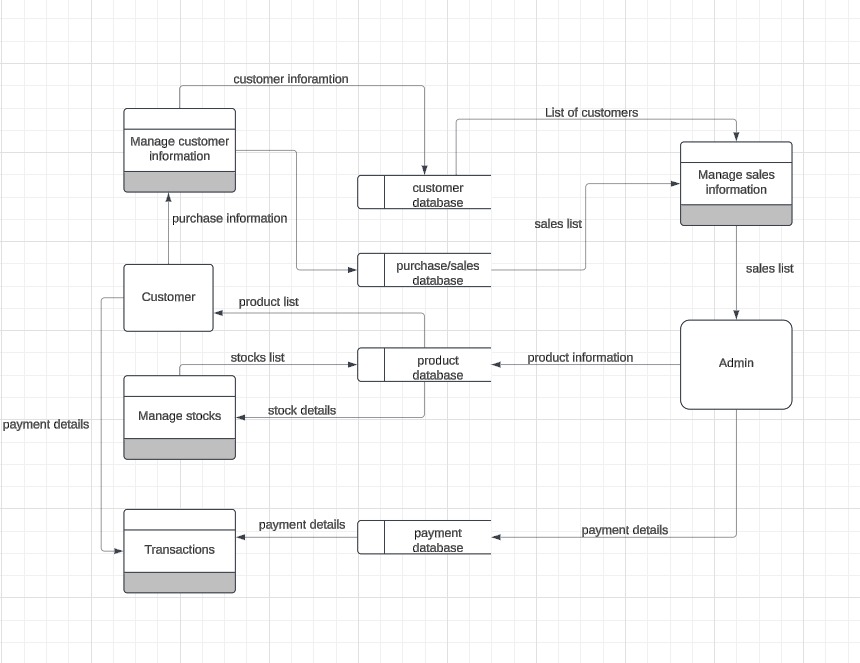 customer inforamtion
List of customers
Manage customer
information
Manage sales
information
customer
database
purchase information
sales list
purchase/sales
database
sales list
Customer
product list
stocks list
product
database
product information
Admin
Manage stocks
stock details
payment details
payment details
payment
database
payment details
Transactions